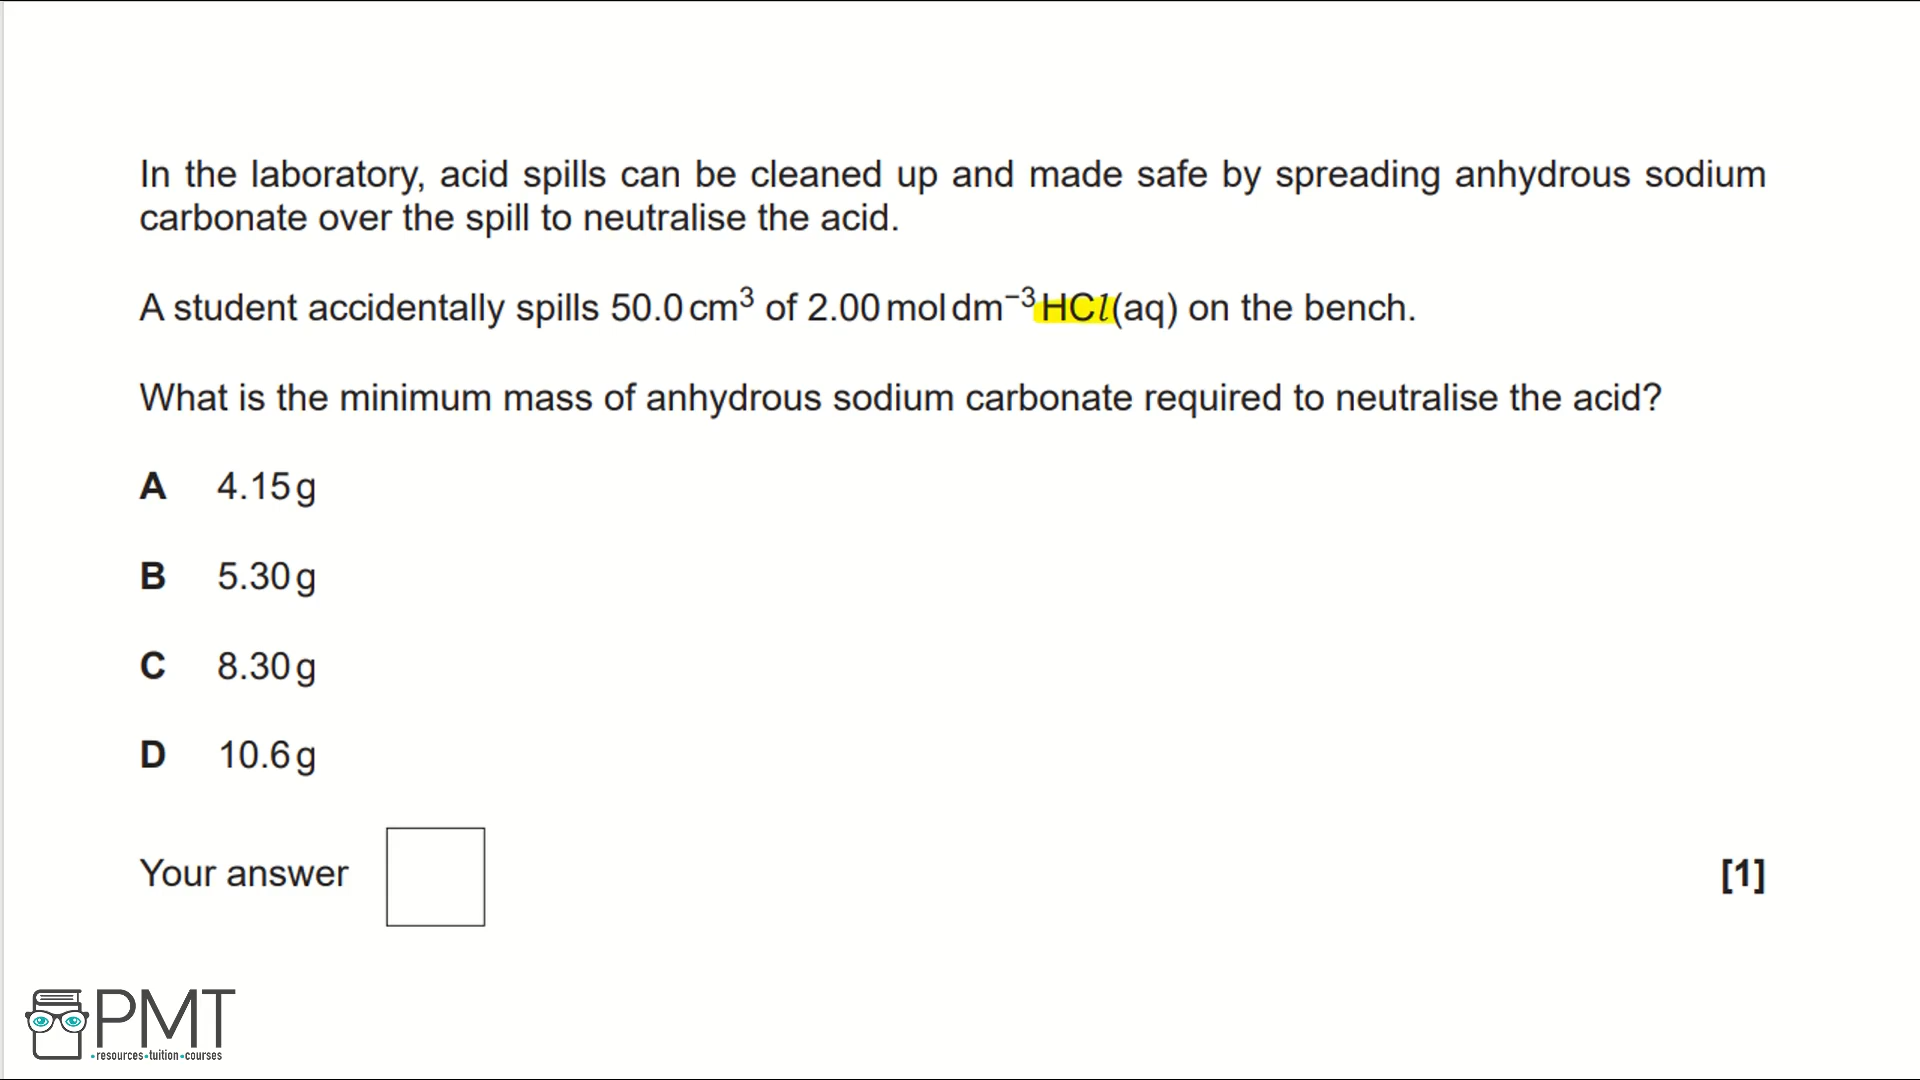 In the laboratory, acid spills can be cleaned up and made safe by spreading anhydrous sodium
carbonate over the spill to neutralise the acid.
A student accidentally spills 50.0 cm³ of 2.00 mol dm⁻³ HCl(aq) on the bench.
What is the minimum mass of anhydrous sodium carbonate required to neutralise the acid?
A 4.15 g
B 5.30 g
C 8.30 g
D 10.6 g
Your answer [1]
PMT
•resources•tuition•courses